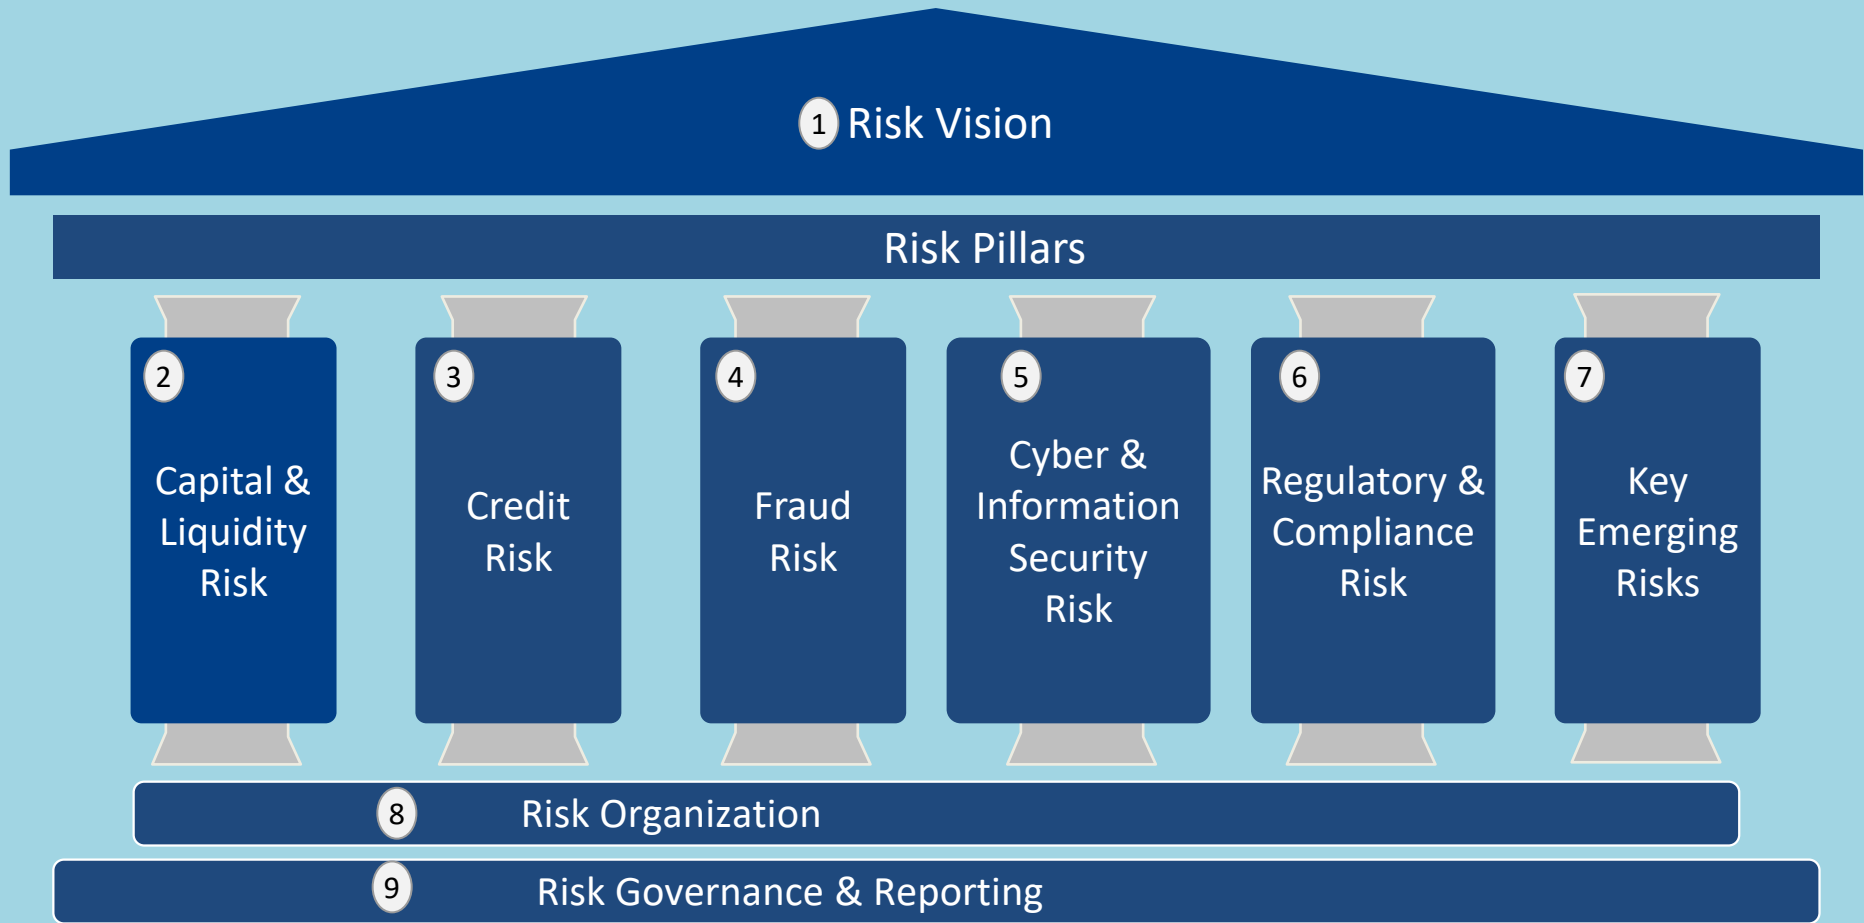 1 Risk Vision
Risk Pillars
2
Capital &
Liquidity
Risk
3
Credit
Risk
4
Fraud
Risk
5
Cyber &
Information
Security
Risk
6
Regulatory &
Compliance
Risk
7
Key
Emerging
Risks
8 Risk Organization
9 Risk Governance & Reporting